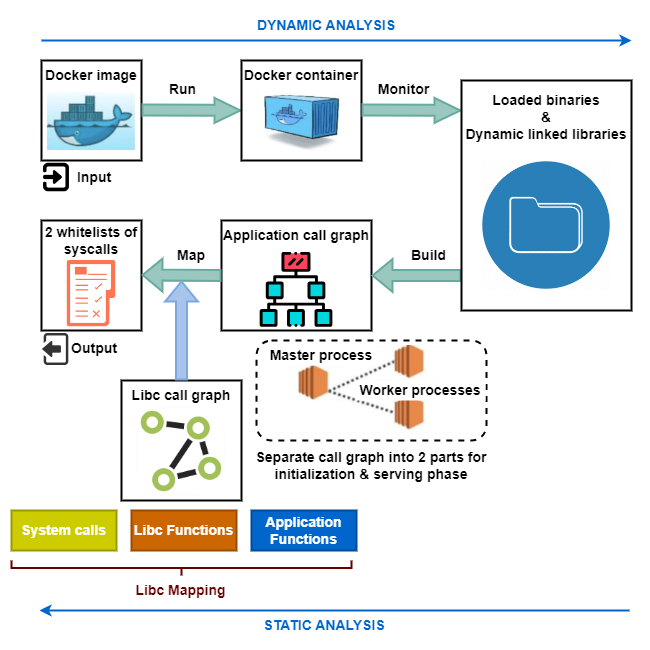 DYNAMIC ANALYSIS
Docker image
Run
Docker container
Monitor
Loaded binaries
&
Dynamic linked libraries
Input
2 whitelists of
syscalls
Map
Application call graph
Build
Output
Master process
Worker processes
Libc call graph
Separate call graph into 2 parts for
initialization & serving phase
System calls
Libc Functions
Application
Functions
Libc Mapping
STATIC ANALYSIS